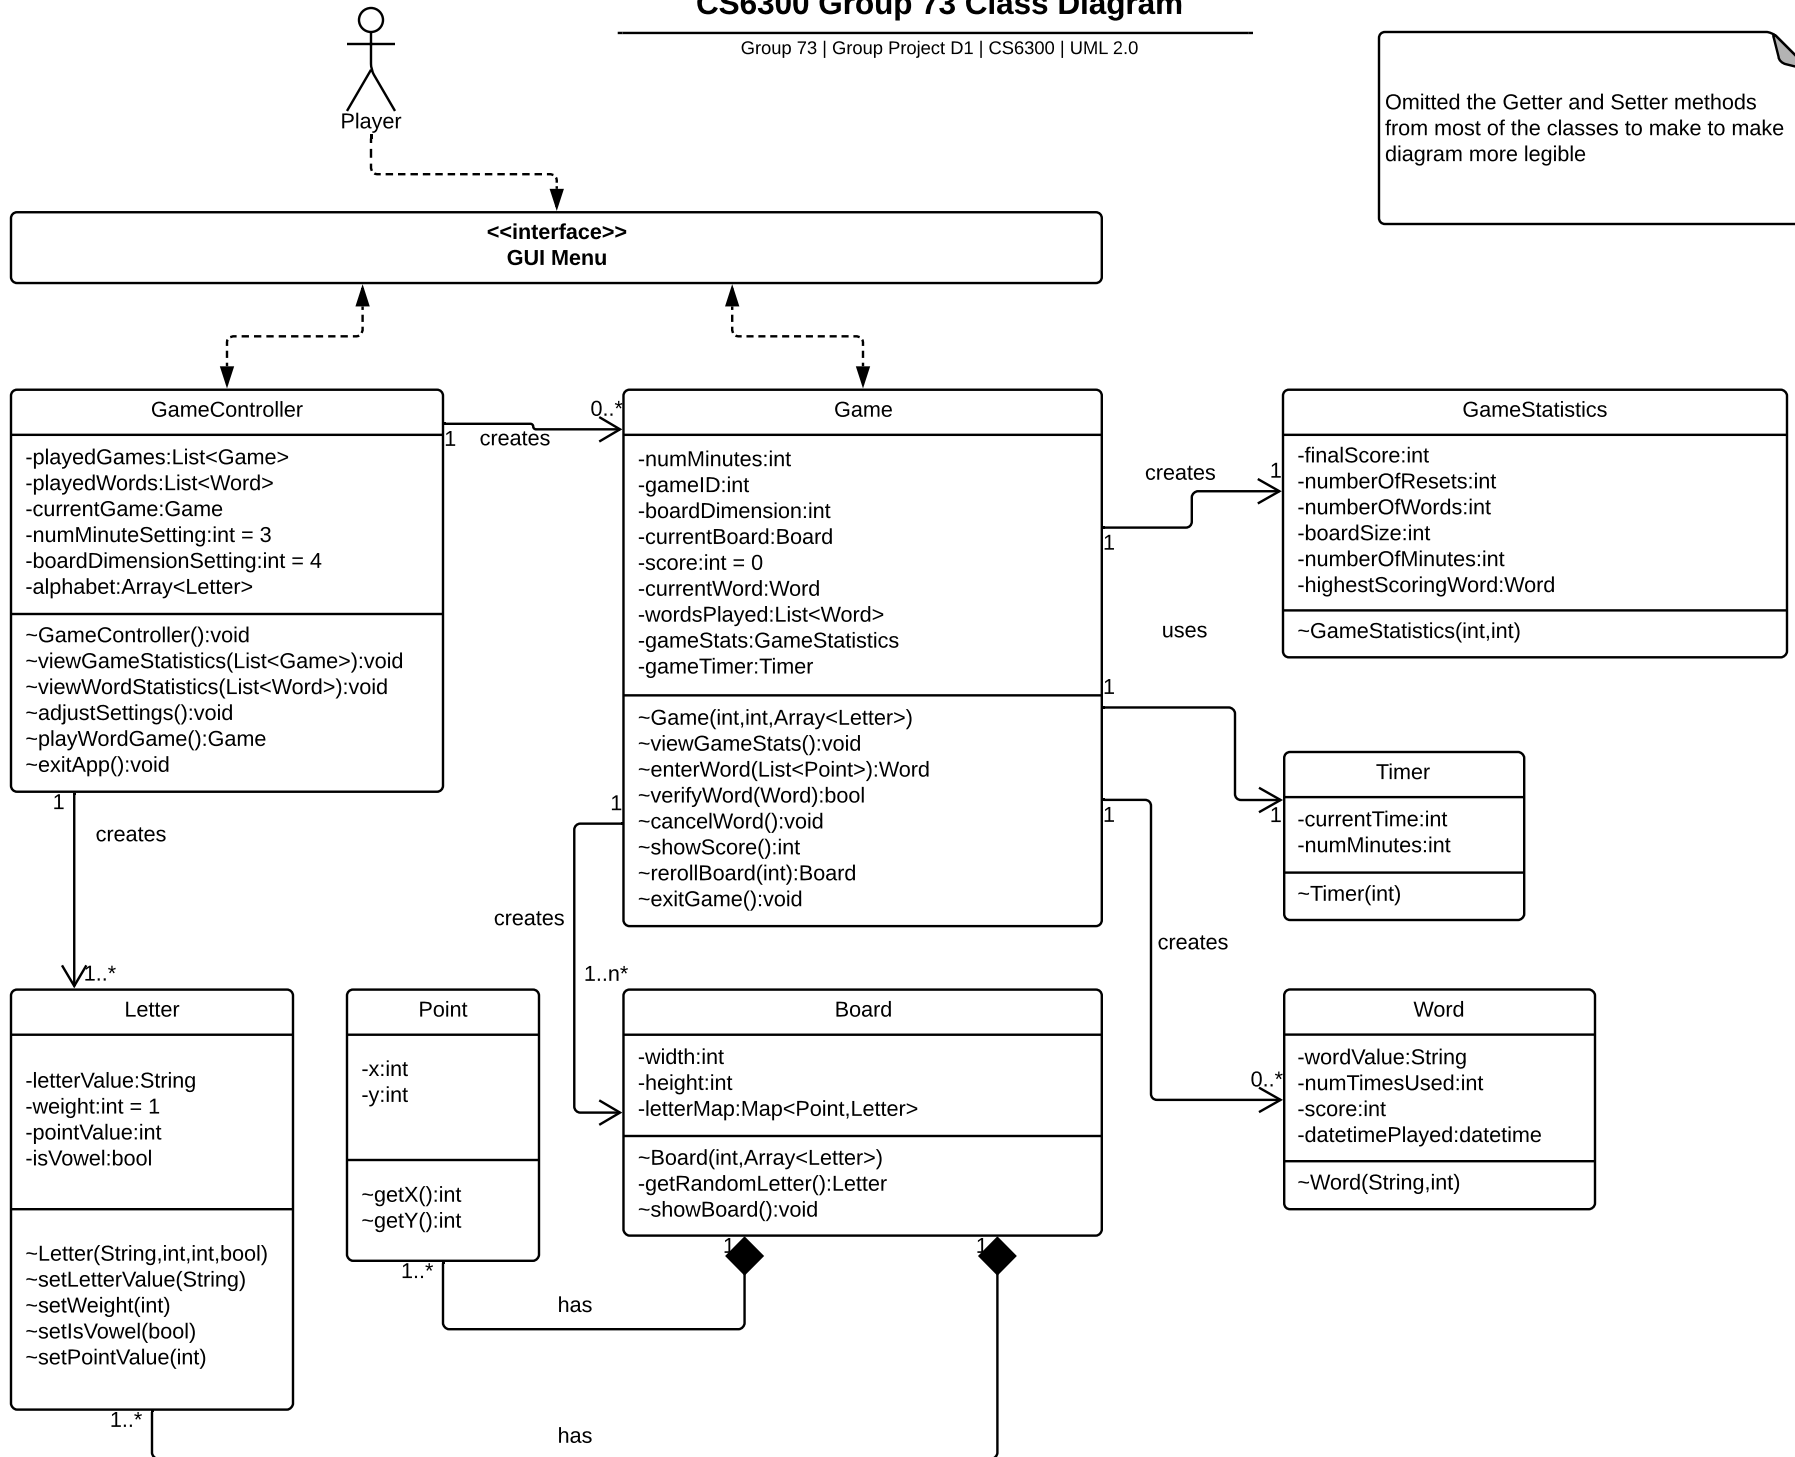 CS6300 Group 73 Class Diagram
Group 73 | Group Project D1 | CS6300 | UML 2.0
Player
Omitted the Getter and Setter methods
from most of the classes to make to make
diagram more legible
<<interface>>
GUI Menu
GameController
-playedGames:List<Game>
-playedWords:List<Word>
-currentGame:Game
-numMinuteSetting:int = 3
-boardDimensionSetting:int = 4
-alphabet:Array<Letter>
~GameController():void
~viewGameStatistics(List<Game>):void
~viewWordStatistics(List<Word>):void
~adjustSettings():void
~playWordGame():Game
~exitApp():void
1
creates
0..*
Game
-numMinutes:int
-gameID:int
-boardDimension:int
-currentBoard:Board
-score:int = 0
-currentWord:Word
-wordsPlayed:List<Word>
-gameStats:GameStatistics
-gameTimer:Timer
~Game(int,int,Array<Letter>)
~viewGameStats():void
~enterWord(List<Point>):Word
~verifyWord(Word):bool
~cancelWord():void
~showScore():int
~rerollBoard(int):Board
~exitGame():void
creates
1
1
GameStatistics
-finalScore:int
-numberOfResets:int
-numberOfWords:int
-boardSize:int
-numberOfMinutes:int
-highestScoringWord:Word
~GameStatistics(int,int)
uses
1
1
Timer
-currentTime:int
-numMinutes:int
~Timer(int)
1
creates
0..*
1
creates
1..*
1
creates
1..n*
Letter
-letterValue:String
-weight:int = 1
-pointValue:int
-isVowel:bool
~Letter(String,int,int,bool)
~setLetterValue(String)
~setWeight(int)
~setIsVowel(bool)
~setPointValue(int)
Point
-x:int
-y:int
~getX():int
~getY():int
Board
-width:int
-height:int
-letterMap:Map<Point,Letter>
~Board(int,Array<Letter>)
-getRandomLetter():Letter
~showBoard():void
Word
-wordValue:String
-numTimesUsed:int
-score:int
-datetimePlayed:datetime
~Word(String,int)
1
1
1..*
has
1..*
has